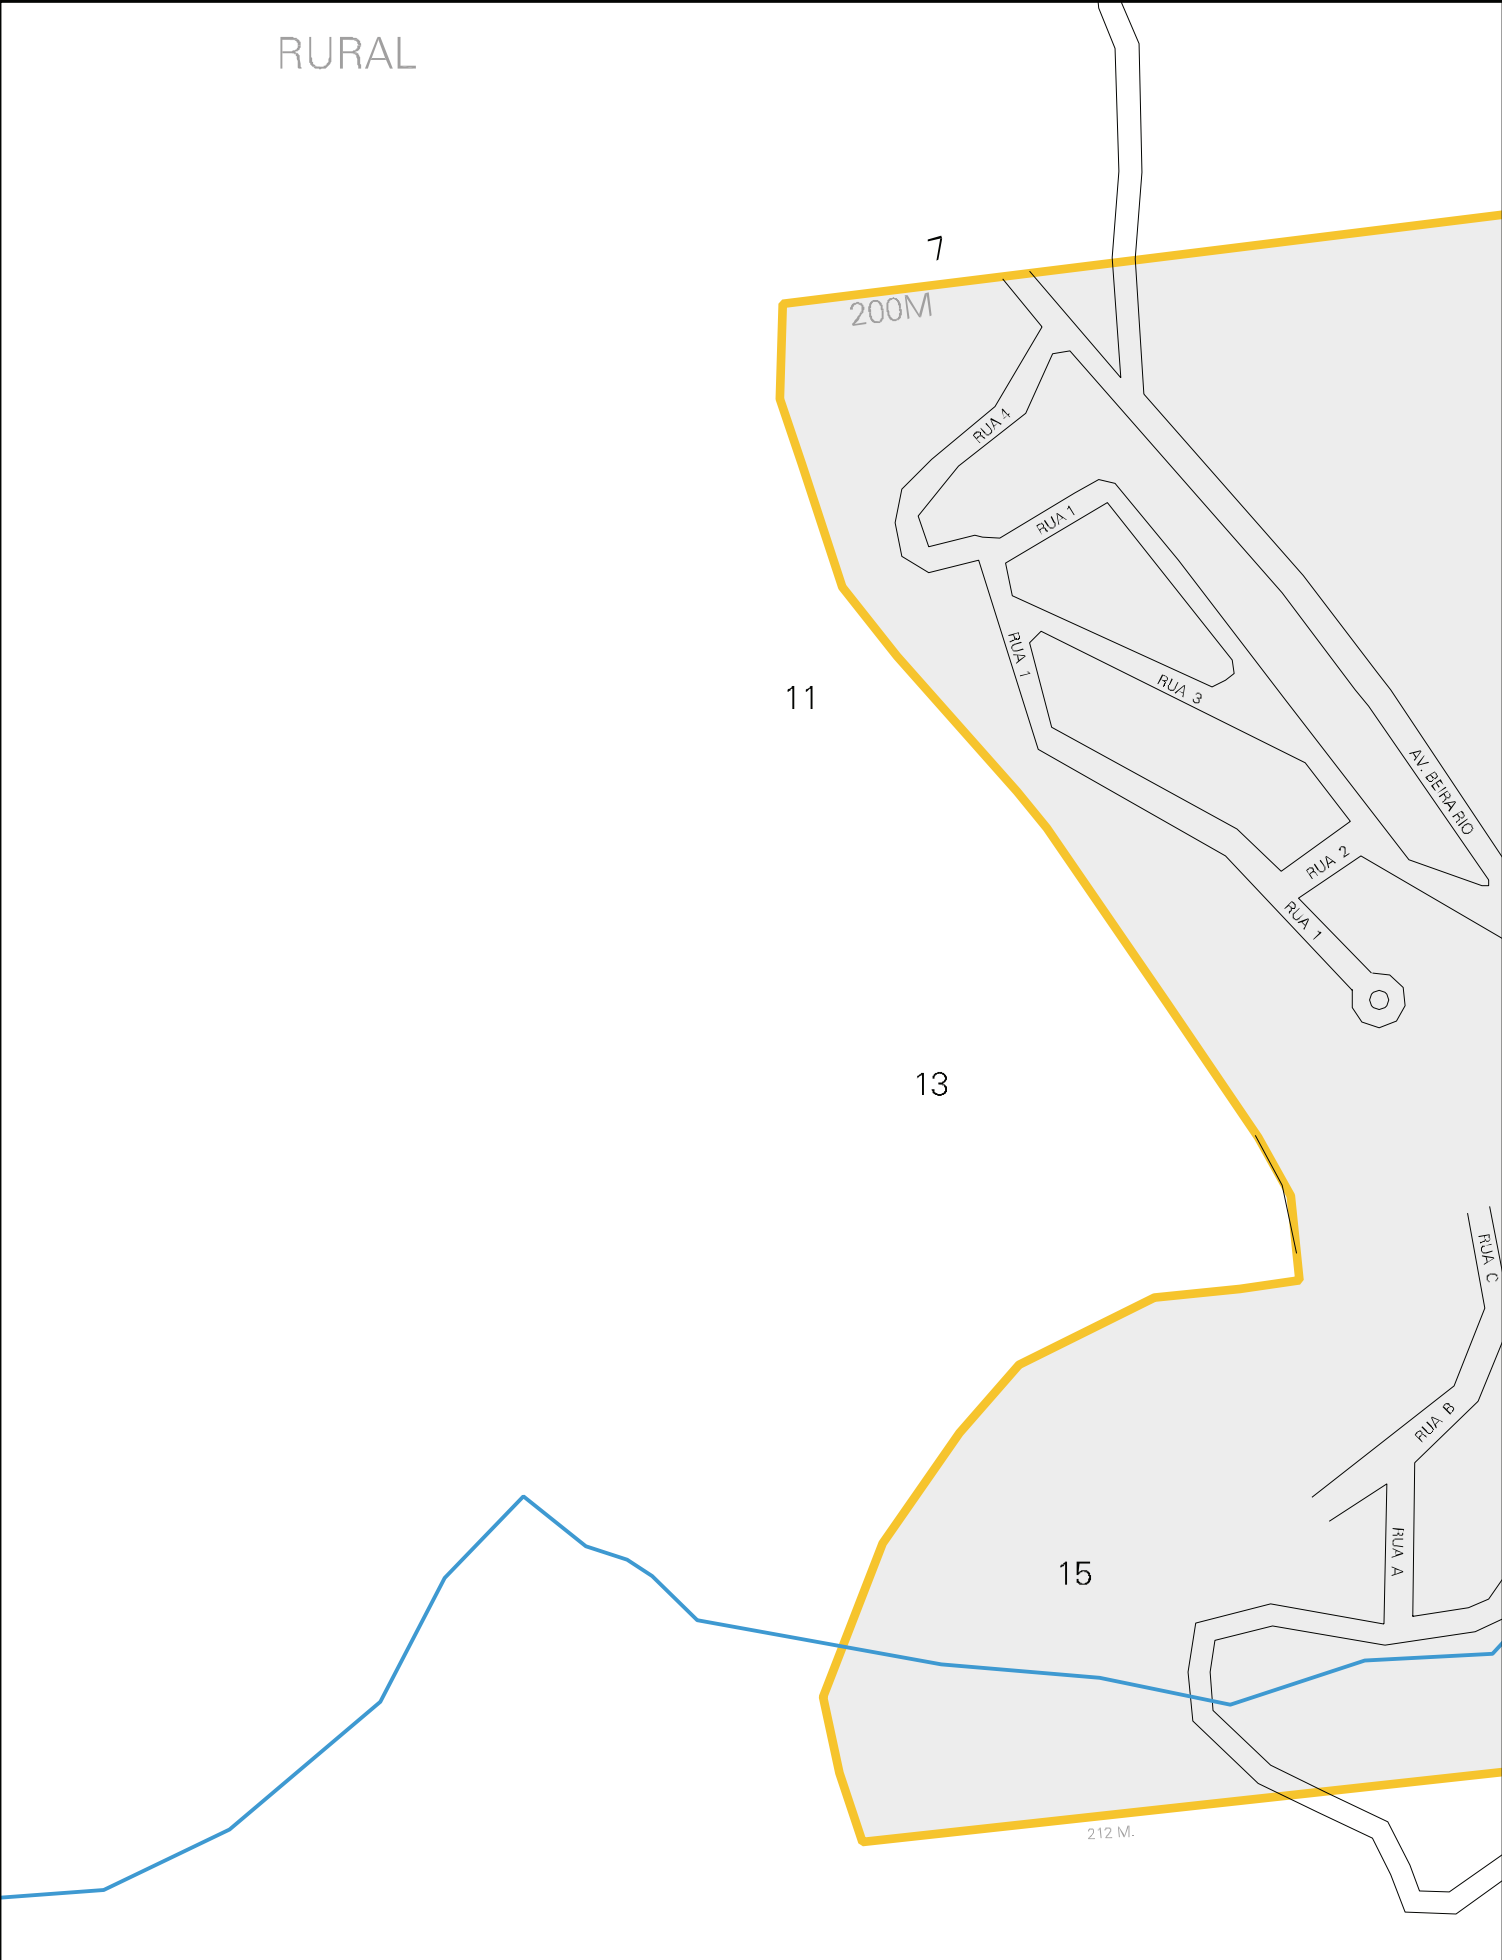 RURAL
7
200M
RUA 4
RUA 1
RUA 1
RUA 3
11
AV. BEIRA RIO
RUA 2
RUA 1
13
RUA C
RUA B
RUA A
15
212 M.